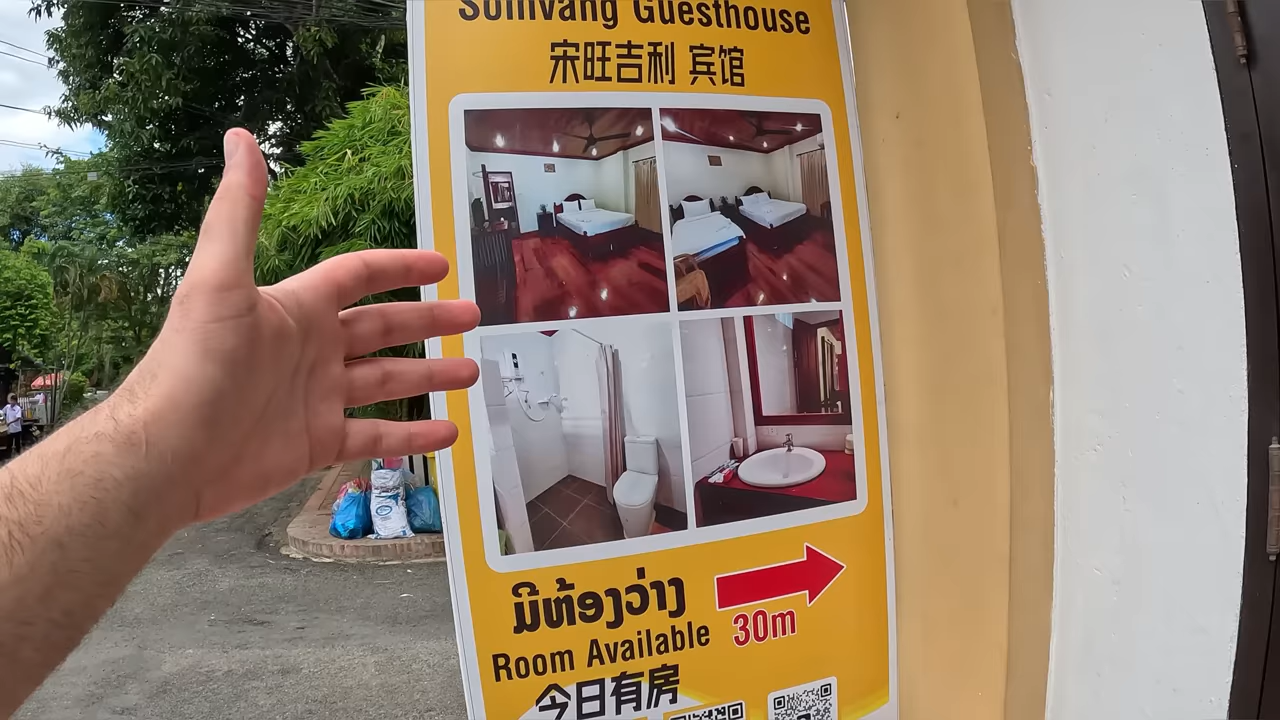 Somvang Guesthouse
宋旺吉利 宾馆
ມີຫ້ອງວ່າງ
30m
Room Available
今日有房